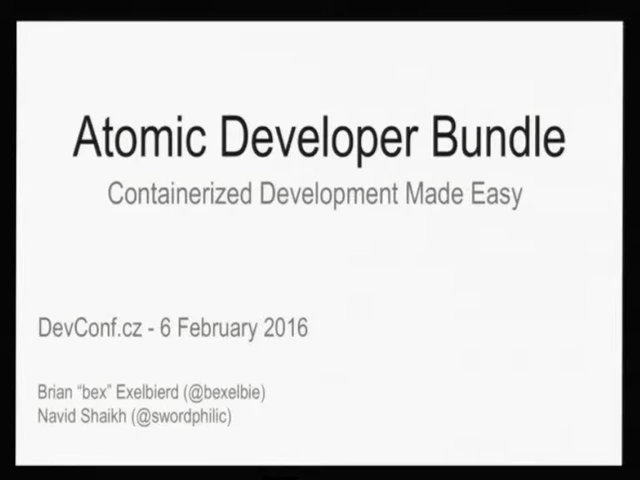 Atomic Developer Bundle
Containerized Development Made Easy
DevConf.cz - 6 February 2016
Brian “bex” Exelbierd (@bexelbie)
Navid Shaikh (@swordphilic)